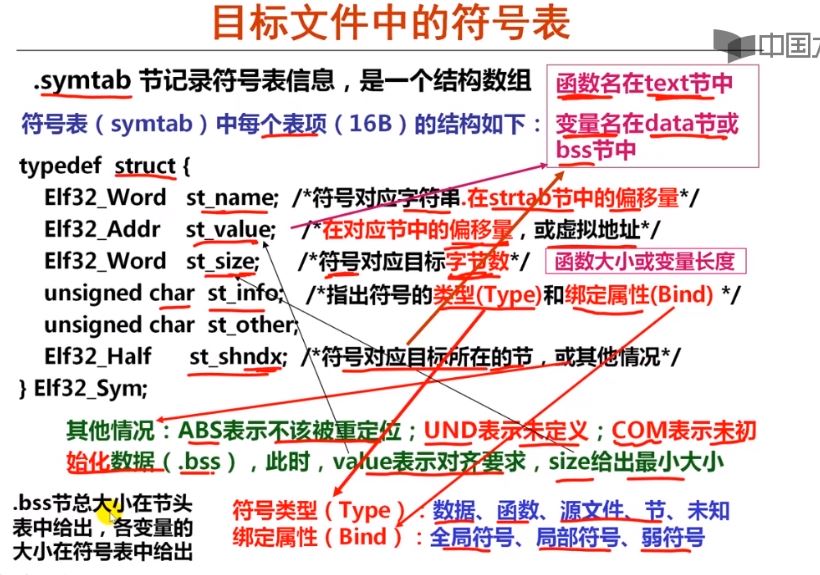 目标文件中的符号表
中国大
.symtab 节记录符号表信息，是一个结构数组
函数名在text节中
变量名在data节或
bss节中
符号表（symtab）中每个表项（16B）的结构如下：
typedef struct {
Elf32_Word st_name; /*符号对应字符串在strtab节中的偏移量*/
Elf32_Addr st_value; /*在对应节中的偏移量，或虚拟地址*/
Elf32_Word st_size; /*符号对应目标字节数*/
函数大小或变量长度
unsigned char st_info; /*指出符号的类型(Type)和绑定属性(Bind) */
unsigned char st_other;
Elf32_Half st_shndx; /*符号对应目标所在的节，或其他情况*/
} Elf32_Sym;
其他情况：ABS表示不该被重定位；UND表示未定义；COM表示未初
始化数据（.bss），此时，value表示对齐要求，size给出最小大小
.bss节总大小在节头
表中给出，各变量的
大小在符号表中给出
符号类型（Type）：数据、函数、源文件、节、未知
绑定属性（Bind）：全局符号、局部符号、弱符号